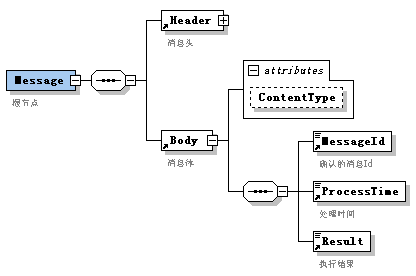 Header
消息头
attributes
Message
ContentType
根节点
Body
消息体
MessageId
确认的消息Id
ProcessTime
处理时间
Result
执行结果